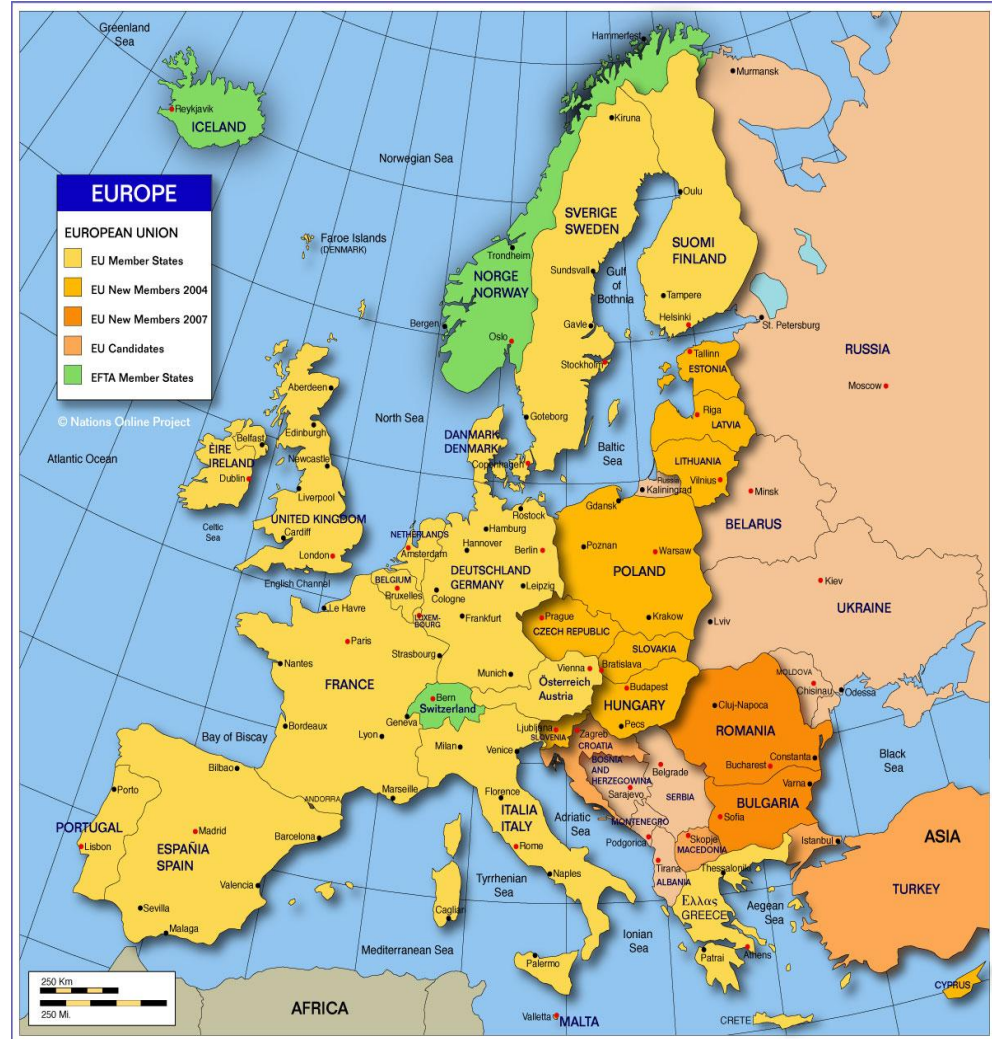 Greenland
Sea
Hammerfest
Murmansk
Reykjavik
ICELAND
Kiruna
Norwegian Sea
EUROPE
EUROPEAN UNION
EU Member States
EU New Members 2004
EU New Members 2007
EU Candidates
EFTA Member States
© Nations Online Project
Oulu
SVERIGE
SWEDEN
Faroe Islands
(DENMARK)
SUOMI
FINLAND
Trondheim
Sundsvall
Gulf
of
Bothnia
NORGE
NORWAY
Tampere
Helsinki
Bergen
Gavle
St. Petersburg
Oslo
RUSSIA
Tallinn
ESTONIA
Stockholm
Moscow
Aberdeen
North Sea
Goteborg
Riga
LATVIA
Edinburgh
DANMARK
DENMARK
Baltic
Sea
Atlantic Ocean
Belfast
ÈIRE
IRELAND
Newcastle
Copenhagen
LITHUANIA
Vilnius
Dublin
Russia
Kaliningrad
Minsk
Liverpool
Gdansk
Rostock
UNITED KINGDOM
BELARUS
Celtic
Sea
Cardiff
NETHERLANDS
Hamburg
Amsterdam
Hannover
Berlin
Poznan
Warsaw
London
English Channel
BELGIUM
Bruxelles
DEUTSCHLAND
GERMANY
POLAND
Kiev
Cologne
Leipzig
UKRAINE
Le Havre
LUXEM-
BOURG
Frankfurt
Prague
Krakow
Lviv
CZECH REPUBLIC
Paris
Strasbourg
SLOVAKIA
Nantes
Munich
Vienna
Bratislava
MOLDOVA
Chisinau
Odessa
FRANCE
Österreich
Austria
Budapest
HUNGARY
Bern
Switzerland
Cluj-Napoca
Geneva
Bordeaux
Lyon
Pecs
ROMANIA
Ljubljana
SLOVENIA
Zagreb
CROATIA
Bay of Biscay
Milan
Venice
BOSNIA
AND
HERZEGOWINA
Belgrade
Bucharest
Constanta
Black
Sea
Bilbao
Sarajevo
SERBIA
Varna
Porto
ANDORRA
Marseille
Florence
BULGARIA
ITALIA
ITALY
Adriatic
Sea
MONTENEGRO
Sofia
PORTUGAL
Lisbon
Madrid
Barcelona
Podgorica
Skopje
MACEDONIA
Istanbul
ASIA
ESPAÑIA
SPAIN
Rome
Tirana
Thessaloniki
Naples
ALBANIA
Valencia
Tyrrhenian
Sea
TURKEY
Sevilla
Cagliari
Ελλας
GREECE
Aegean
Sea
Malaga
Ionian
Sea
Mediterranean Sea
Palermo
Patrai
Athens
250 Km
250 Mi.
AFRICA
CYPRUS
Valletta
MALTA
CRETE